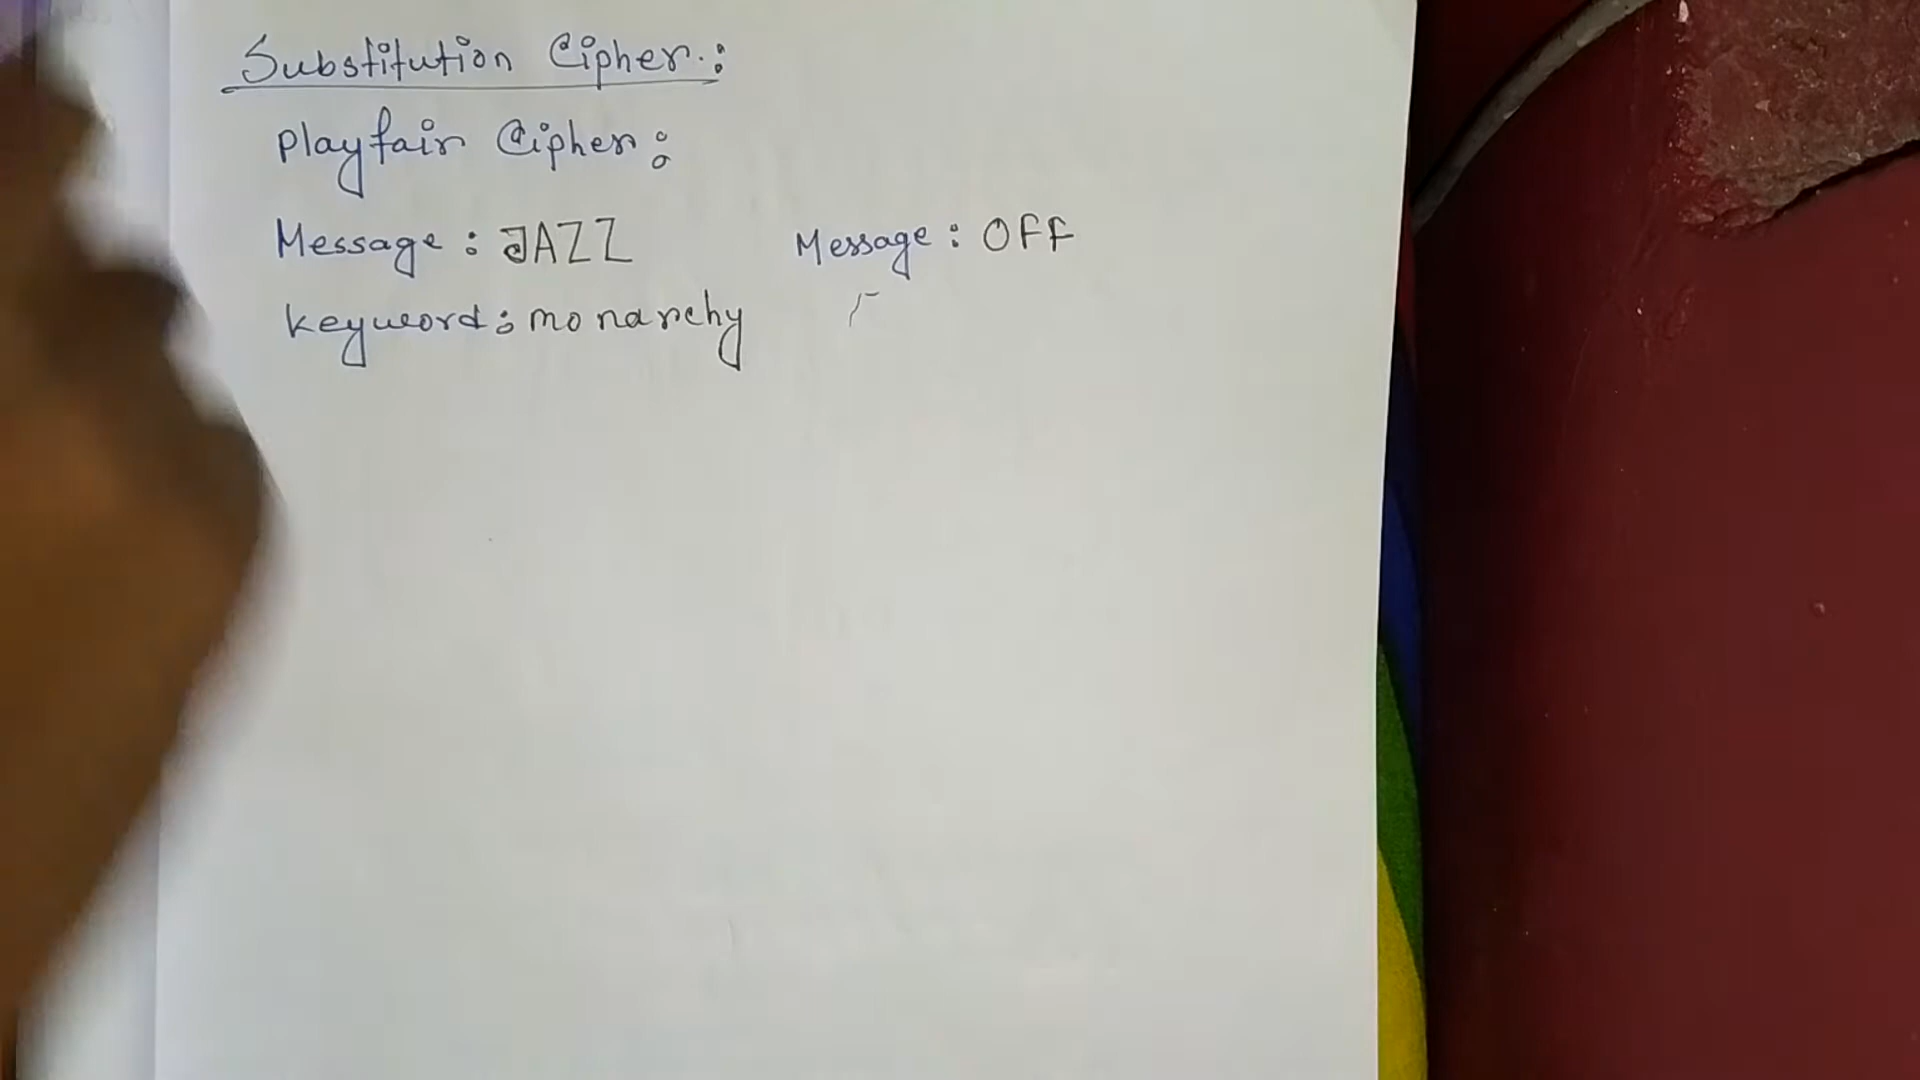 Substitution Cipher.:
Playfair Cipher:
Message: JAZZ
Message: OFF
keyword: monarchy